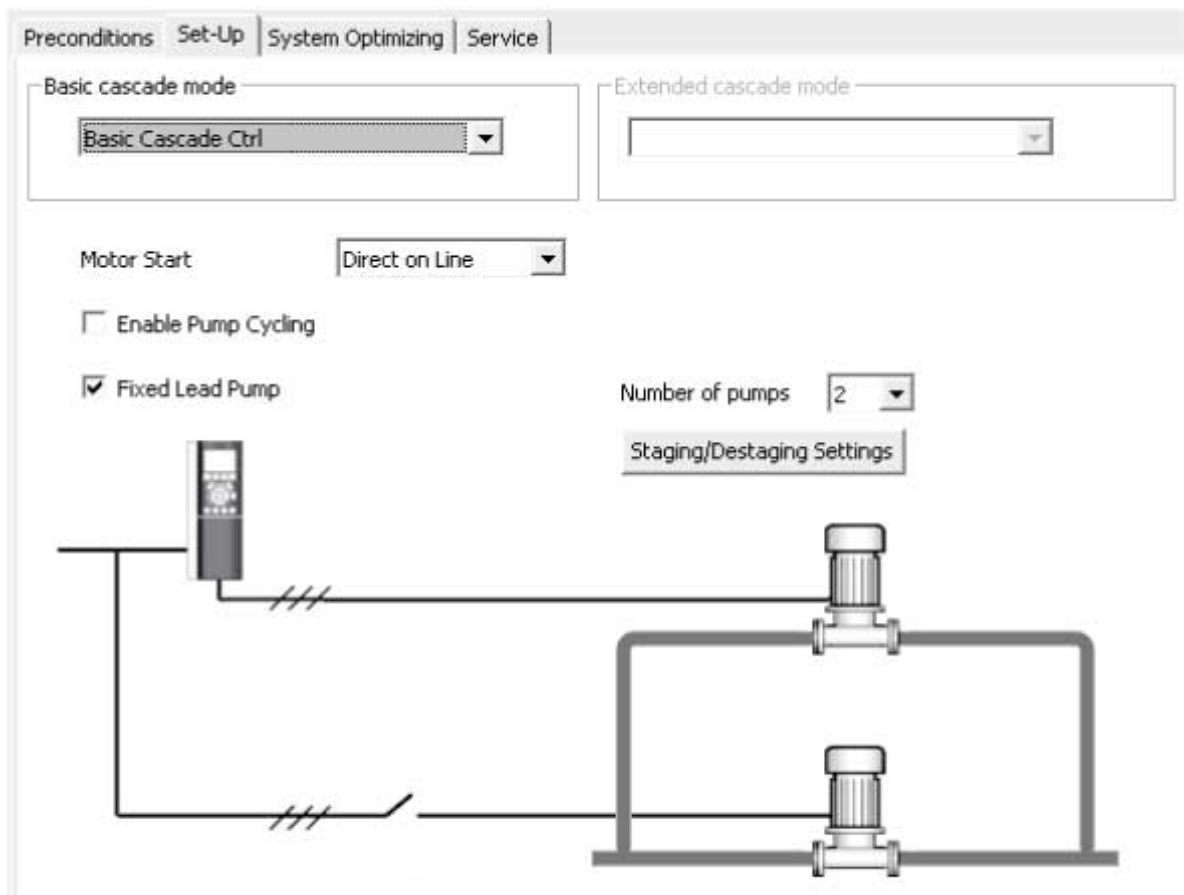 Preconditions Set-Up System Optimizing Service
Basic cascade mode
Extended cascade mode
Basic Cascade Ctrl
Motor Start Direct on Line
Enable Pump Cycling
Fixed Lead Pump
Number of pumps 2
Staging/Destaging Settings